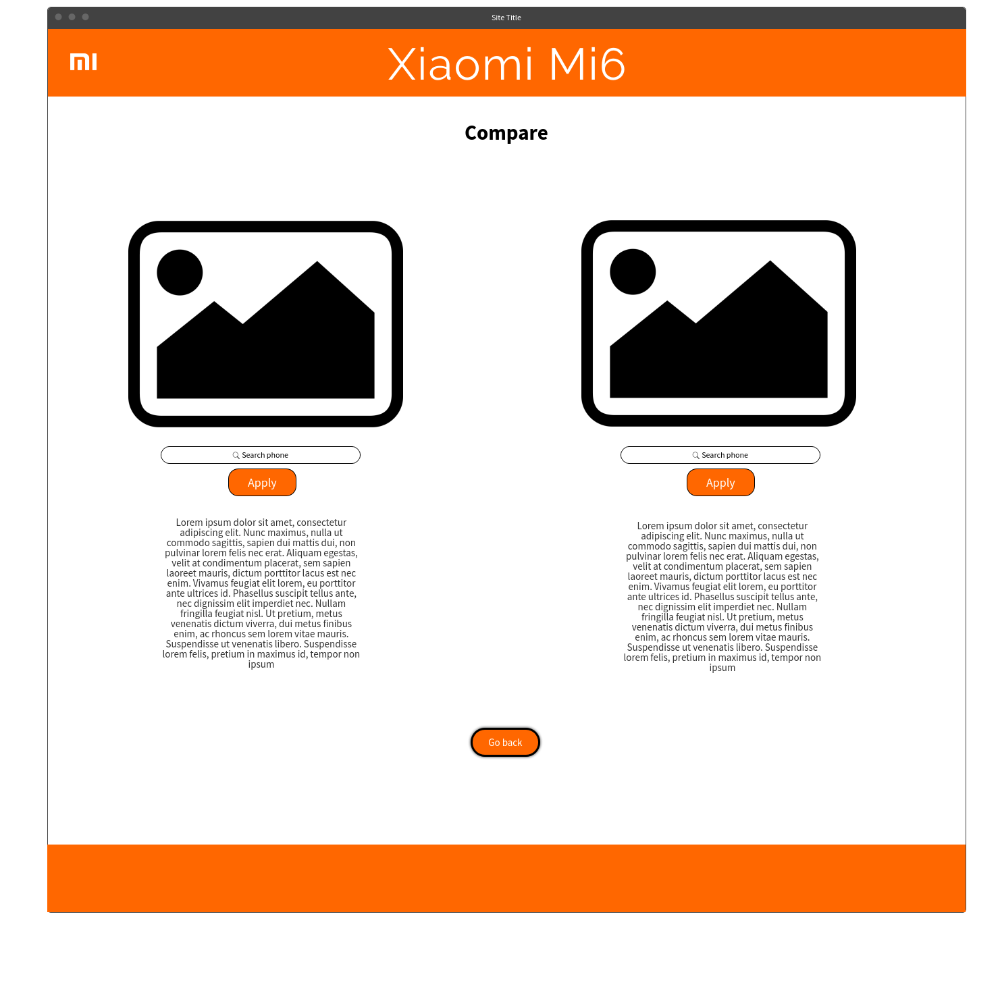 Site Title
mi
Xiaomi Mi6
Compare
Search phone
Apply
Lorem ipsum dolor sit amet, consectetur
adipiscing elit. Nunc maximus, nulla ut
commodo sagittis, sapien dui mattis dui, non
pulvinar lorem felis nec erat. Aliquam egestas,
velit at condimentum placerat, sem sapien
laoreet mauris, dictum porttitor lacus est nec
enim. Vivamus feugiat elit lorem, eu porttitor
ante ultrices id. Phasellus suscipit tellus ante,
nec dignissim elit imperdiet nec. Nullam
fringilla feugiat nisl. Ut pretium, metus
venenatis dictum viverra, dui metus finibus
enim, ac rhoncus sem lorem vitae mauris.
Suspendisse ut venenatis libero. Suspendisse
lorem felis, pretium in maximus id, tempor non
ipsum
Search phone
Apply
Lorem ipsum dolor sit amet, consectetur
adipiscing elit. Nunc maximus, nulla ut
commodo sagittis, sapien dui mattis dui, non
pulvinar lorem felis nec erat. Aliquam egestas,
velit at condimentum placerat, sem sapien
laoreet mauris, dictum porttitor lacus est nec
enim. Vivamus feugiat elit lorem, eu porttitor
ante ultrices id. Phasellus suscipit tellus ante,
nec dignissim elit imperdiet nec. Nullam
fringilla feugiat nisl. Ut pretium, metus
venenatis dictum viverra, dui metus finibus
enim, ac rhoncus sem lorem vitae mauris.
Suspendisse ut venenatis libero. Suspendisse
lorem felis, pretium in maximus id, tempor non
ipsum
Go back